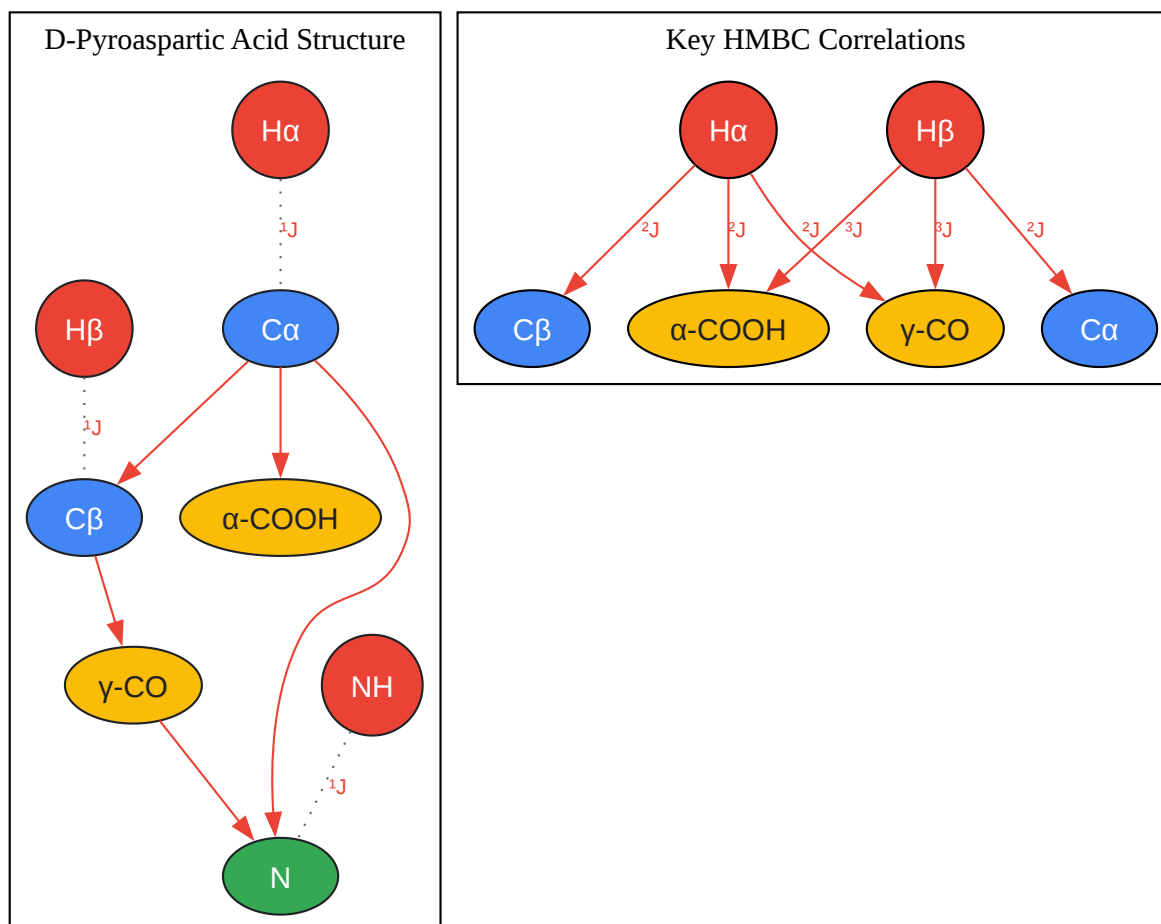 D-Pyroaspartic Acid Structure
Hα
¹J
Hβ
Cα
¹J
Cβ
α-COOH
γ-CO
NH
¹J
N
Key HMBC Correlations
Hα
Hβ
²J
²J
²J
³J
³J
²J
Cβ
α-COOH
γ-CO
Cα